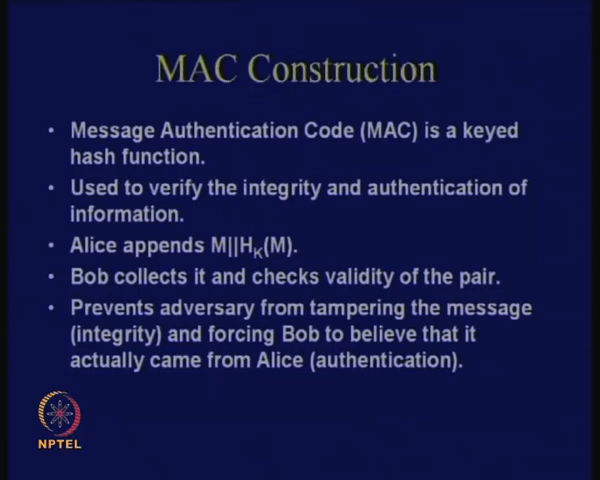 MAC Construction
• Message Authentication Code (MAC) is a keyed
hash function.
• Used to verify the integrity and authentication of
information.
• Alice appends M||HK(M).
• Bob collects it and checks validity of the pair.
• Prevents adversary from tampering the message
(integrity) and forcing Bob to believe that it
actually came from Alice (authentication).
NPTEL